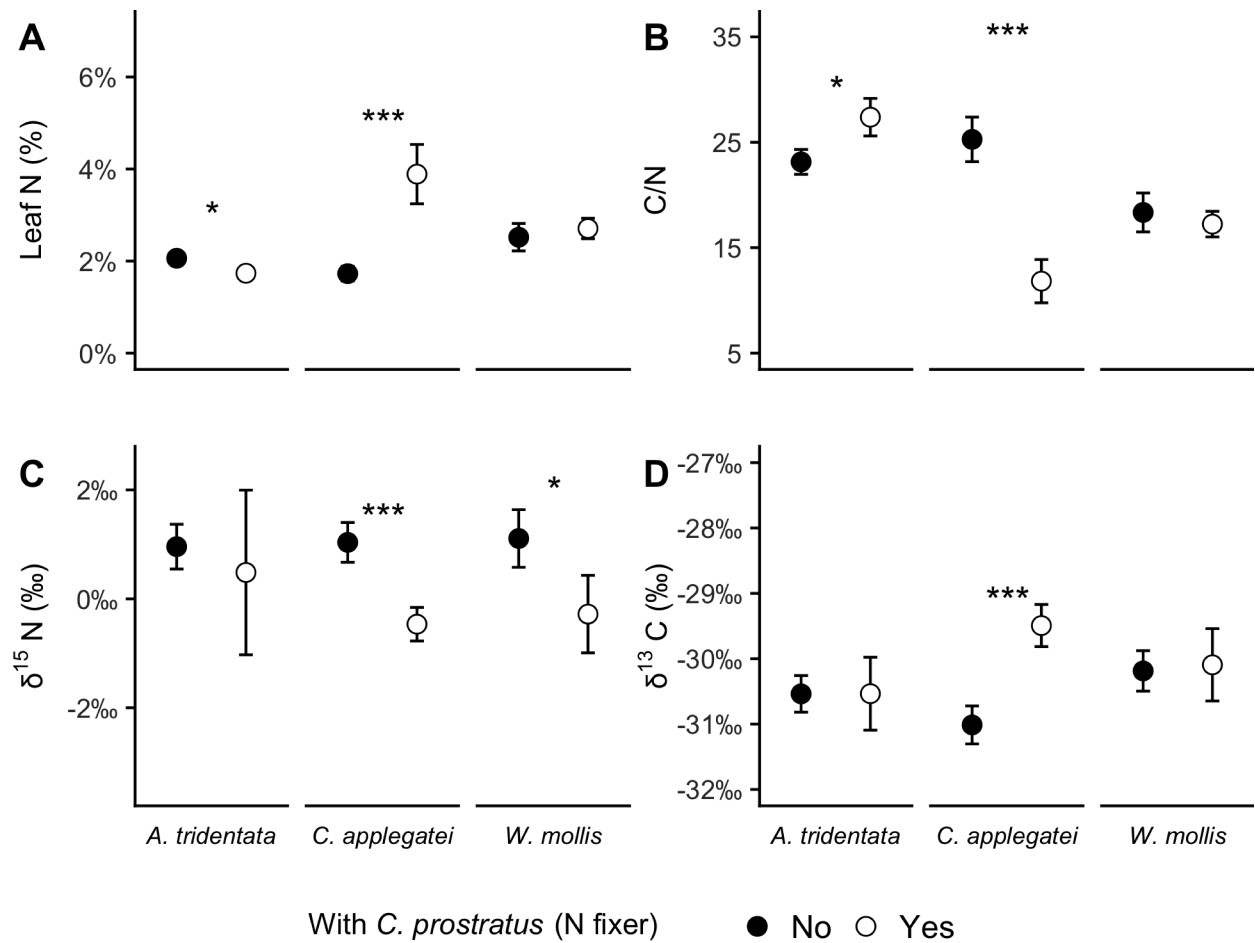 A
Leaf N (%)
6%
4%
2%
0%
*
***
B
C/N
35
25
15
5
*
***
C
δ15 N (‰)
2‰
0‰
-2‰
***
*
A. tridentata C. applegatei W. mollis
D
δ13 C (‰)
-27‰
-28‰
-29‰
-30‰
-31‰
-32‰
***
A. tridentata C. applegatei W. mollis
With C. prostratus (N fixer) No Yes